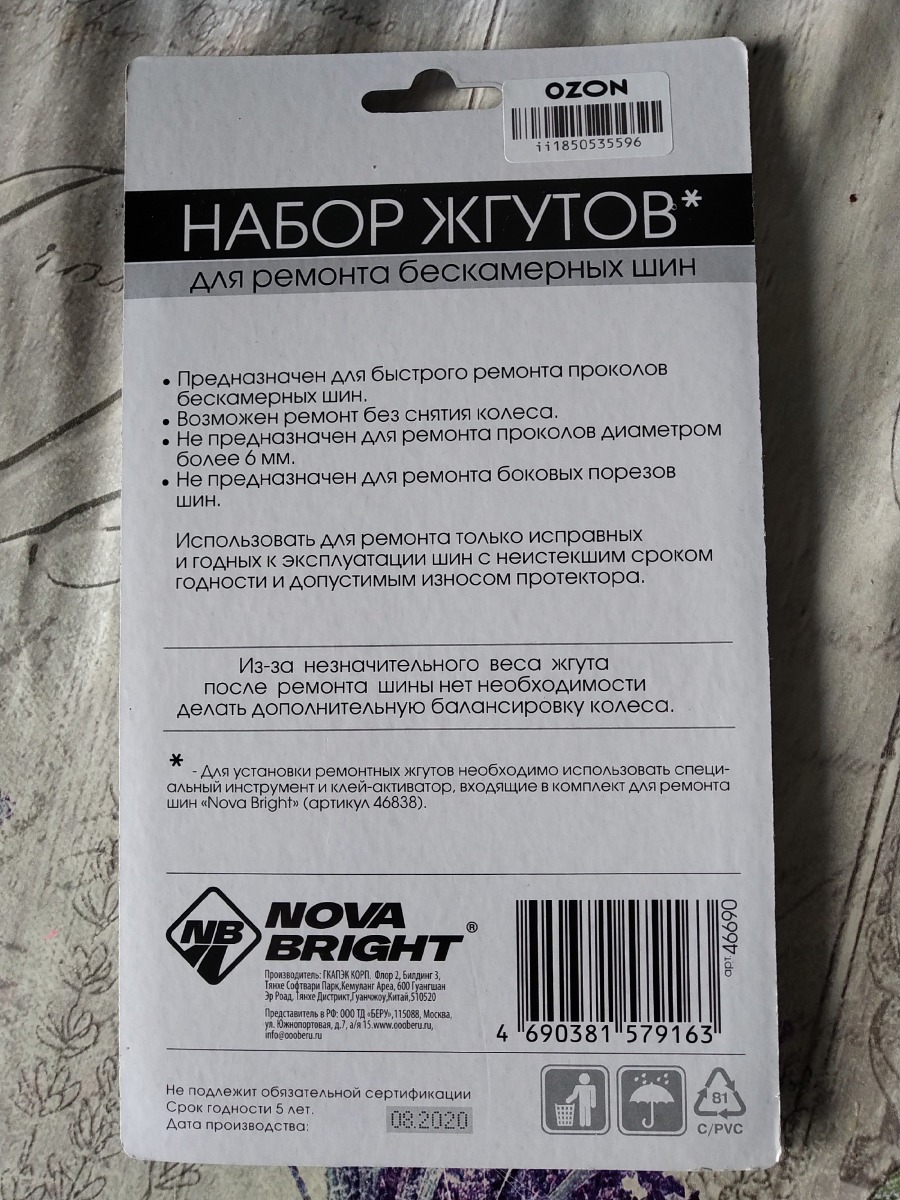 OZON
ii1850535596
НАБОР ЖГУТОВ*
для ремонта бескамерных шин
• Предназначен для быстрого ремонта проколов
бескамерных шин.
• Возможен ремонт без снятия колеса.
• Не предназначен для ремонта проколов диаметром
более 6 мм.
• Не предназначен для ремонта боковых порезов
шин.
Использовать для ремонта только исправных
и годных к эксплуатации шин с неистекшим сроком
годности и допустимым износом протектора.
Из-за незначительного веса жгута
после ремонта шины нет необходимости
делать дополнительную балансировку колеса.
* - Для установки ремонтных жгутов необходимо использовать специ-
альный инструмент и клей-активатор, входящие в комплект для ремонта
шин «Nova Bright» (артикул 46838).
NB
NOVA
BRIGHT®
Производитель: ГКАПЭК КОРП. Флор 2, Билдинг 3,
Тянхе Софтвари Парк,Кемуланг Ареа, 600 Гуангшан
Эр Роад, Тянхе Дистрикт,Гуанчжоу,Китай,510520
Представитель в РФ: ООО ТД «БЕРУ»,115088, Москва,
ул. Южнопортовая, д.7, а/я 15.www.oooberu.ru,
info@oooberu.ru
арт.46690
4 690381 579163
Не подлежит обязательной сертификации
Срок годности 5 лет.
Дата производства: 08.2020
81
C/PVC